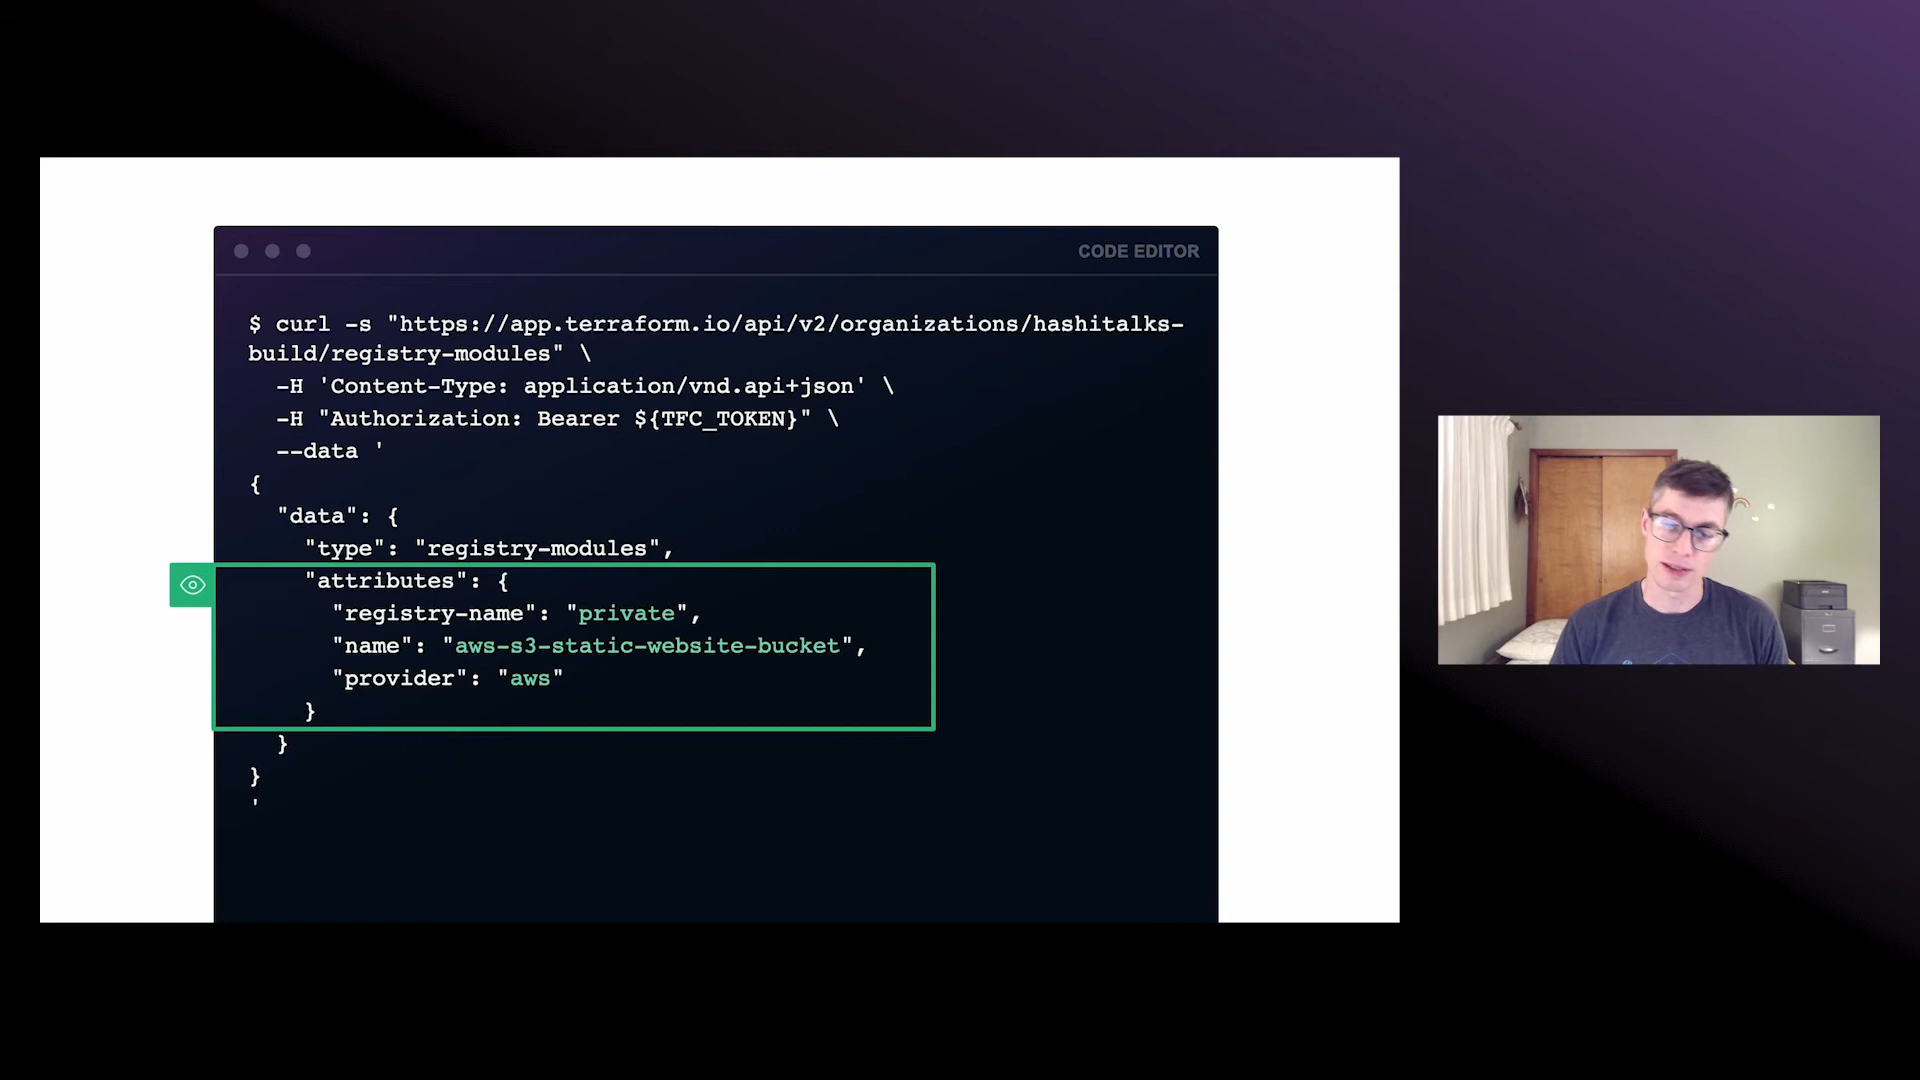 CODE EDITOR
$ curl -s "https://app.terraform.io/api/v2/organizations/hashitalks-
build/registry-modules" \
  -H 'Content-Type: application/vnd.api+json' \
  -H "Authorization: Bearer ${TFC_TOKEN}" \
  --data '
{
  "data": {
    "type": "registry-modules",
    "attributes": {
      "registry-name": "private",
      "name": "aws-s3-static-website-bucket",
      "provider": "aws"
    }
  }
}
'